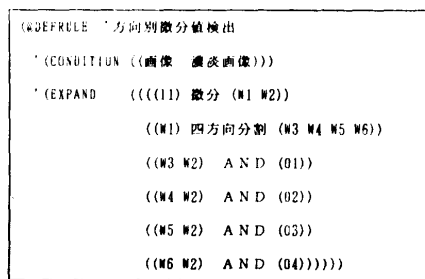 (@DEFRULE '方向別微分値検出
'(CONDITION ((画像 濃淡画像)))
'(EXPAND ((((I1) 微分 (W1 W2))
((W1) 四方向分割 (W3 W4 W5 W6))
((W3 W2) AND (O1))
((W4 W2) AND (O2))
((W5 W2) AND (O3))
((W6 W2) AND (O4))))))